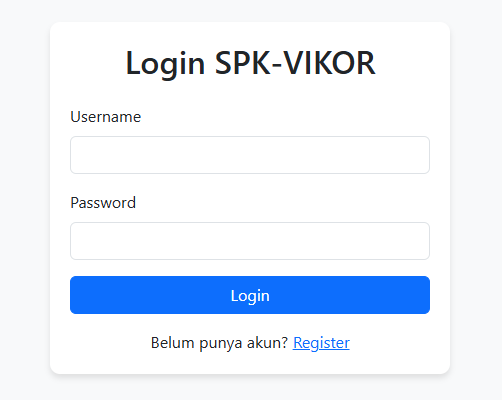 Login SPK-VIKOR
Username
Password
Login
Belum punya akun? Register